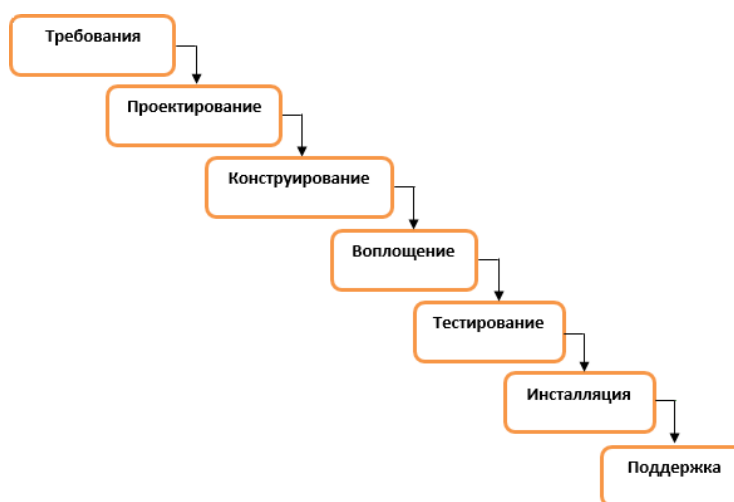 Требования
Проектирование
Конструирование
Воплощение
Тестирование
Инсталляция
Поддержка